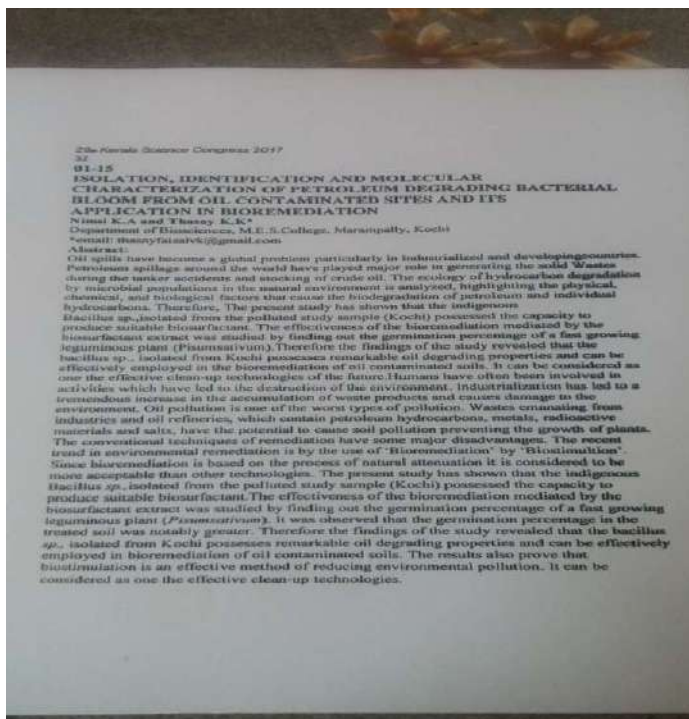 29th Kerala Science Congress 2017
32
01-15
ISOLATION, IDENTIFICATION AND MOLECULAR
CHARACTERIZATION OF PETROLEUM DEGRADING BACTERIAL
BLOOM FROM OIL CONTAMINATED SITES AND ITS
APPLICATION IN BIOREMEDIATION
K.A and Thasny K.K*
Department of Biosciences, M.E.S.College, Marampally, Kochi
*email: thasnyfaizalvkj@gmail.com
Abstract:
Oil spills have become a global problem particularly in industrialized and developingcountries.
Petroleum spillages around the world have played major role in generating the solid Wastes
during the tanker accidents and stocking of crude oil. The ecology of hydrocarbon degradation
by microbial populations in the natural environment is analyzed, highlighting the physical,
chemical, and biological factors that cause the biodegradation of petroleum and individual
hydrocarbons. Therefore, The present study has shown that the indigenous
Bacillus sp.,isolated from the polluted study sample (Kochi) possessed the capacity to
produce suitable biosurfactant. The effectiveness of the bioremediation mediated by the
biosurfactant extract was studied by finding out the germination percentage of a fast growing
leguminous plant (Pisumsativum).Therefore the findings of the study revealed that the
bacillus sp., isolated from Kochi possesses remarkable oil degrading properties and can be
effectively employed in the bioremediation of oil contaminated soils. It can be considered as
one the effective clean-up technologies of the future.Humans have often been involved in
activities which have led to the destruction of the environment. Industrialization has led to a
tremendous increase in the accumulation of waste products and causes damage to the
environment. Oil pollution is one of the worst types of pollution. Wastes emanating from
industries and oil refineries, which contain petroleum hydrocarbons, metals, radioactive
materials and salts, have the potential to cause soil pollution preventing the growth of plants.
The conventional techniques of remediation have some major disadvantages. The recent
trend in environmental remediation is by the use of 'Bioremediation' by 'Biostimultion'.
Since bioremediation is based on the process of natural attenuation it is considered to be
more acceptable than other technologies. The present study has shown that the indigenous
Bacillus sp.,isolated from the polluted study sample (Kochi) possessed the capacity to
produce suitable biosurfactant.The effectiveness of the bioremediation mediated by the
biosurfactant extract was studied by finding out the germination percentage of a fast growing
leguminous plant (Pisumsativum). It was observed that the germination percentage in the
treated soil was notably greater. Therefore the findings of the study revealed that the bacillus
sp., isolated from Kochi possesses remarkable oil degrading properties and can be effectively
employed in bioremediation of oil contaminated soils. The results also prove that
biostimulation is an effective method of reducing environmental pollution. It can be
considered as one the effective clean-up technologies.